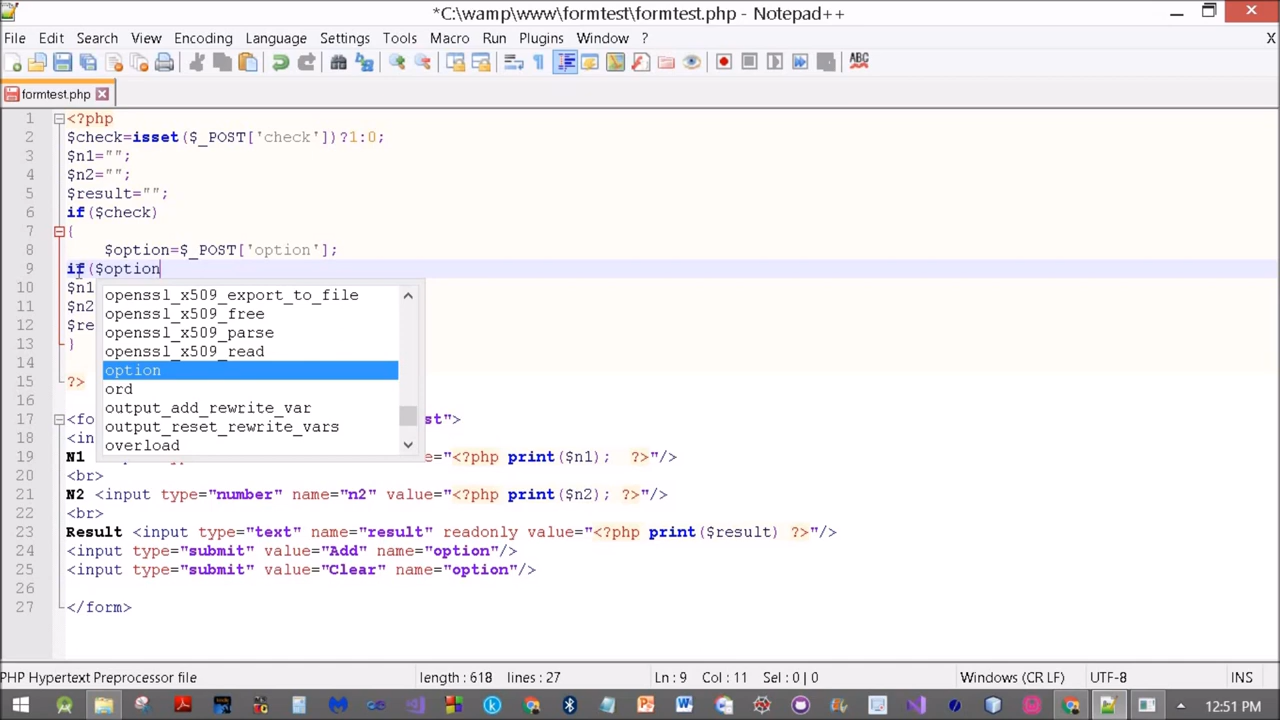 *C:\wamp\www\formtest\formtest.php - Notepad++
File Edit Search View Encoding Language Settings Tools Macro Run Plugins Window ? X
ABC
formtest.php
1 <?php
2 $check=isset($_POST['check'])?1:0;
3 $n1="";
4 $n2="";
5 $result="";
6 if($check)
7 {
8 $option=$_POST['option'];
9 if($option
10 $n1
11 $n2
12 $re
13 }
14
15 ?>
16
17 <fo st">
18 <in
19 N1 e="<?php print($n1); ?>"/>
20 <br>
21 N2 <input type="number" name="n2" value="<?php print($n2); ?>"/>
22 <br>
23 Result <input type="text" name="result" readonly value="<?php print($result) ?>"/>
24 <input type="submit" value="Add" name="option"/>
25 <input type="submit" value="Clear" name="option"/>
26
27 </form>
openssl_x509_export_to_file
openssl_x509_free
openssl_x509_parse
openssl_x509_read
option
ord
output_add_rewrite_var
output_reset_rewrite_vars
overload
PHP Hypertext Preprocessor file length : 618 lines : 27 Ln : 9 Col : 11 Sel : 0 | 0 Windows (CR LF) UTF-8 INS
12:51 PM